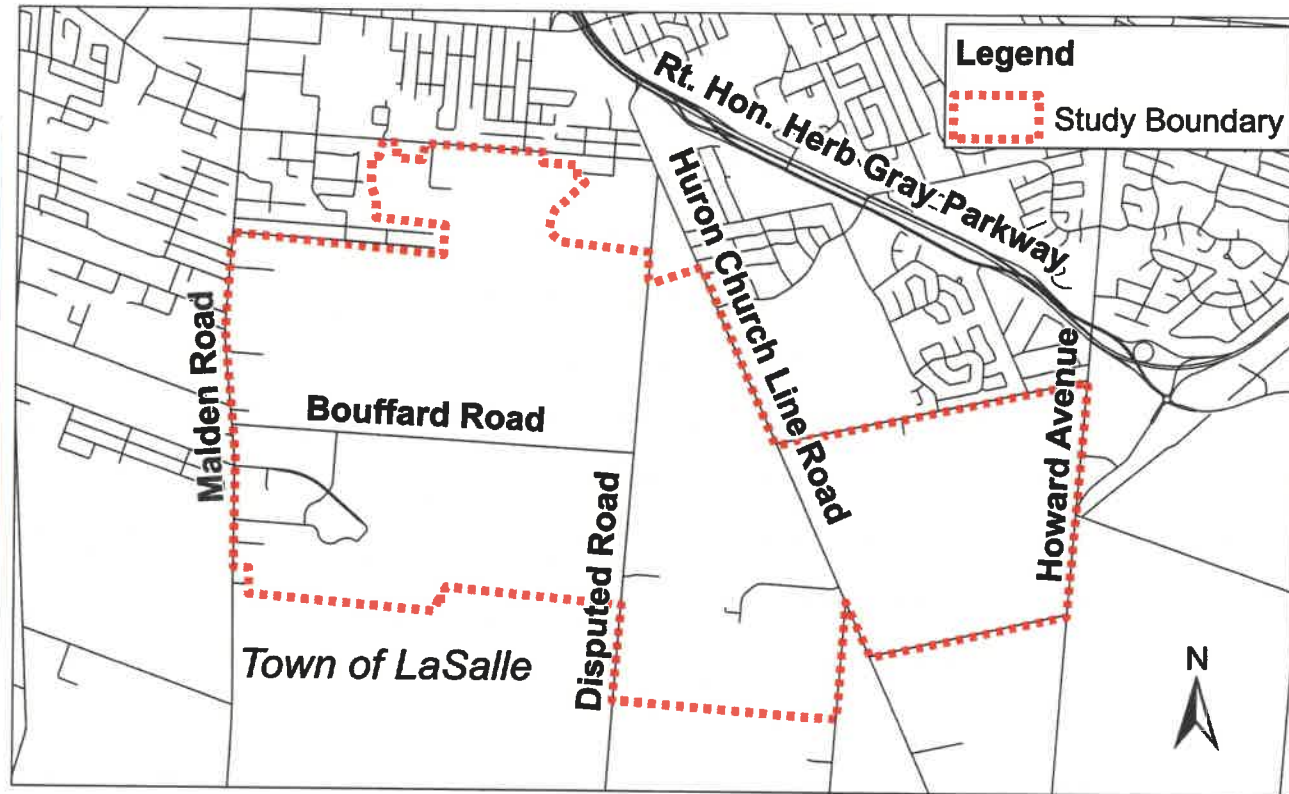 Legend
Study Boundary
Rt. Hon. Herb Gray Parkway
Huron Church Line Road
Malden Road
Bouffard Road
Howard Avenue
Disputed Road
Town of LaSalle
N